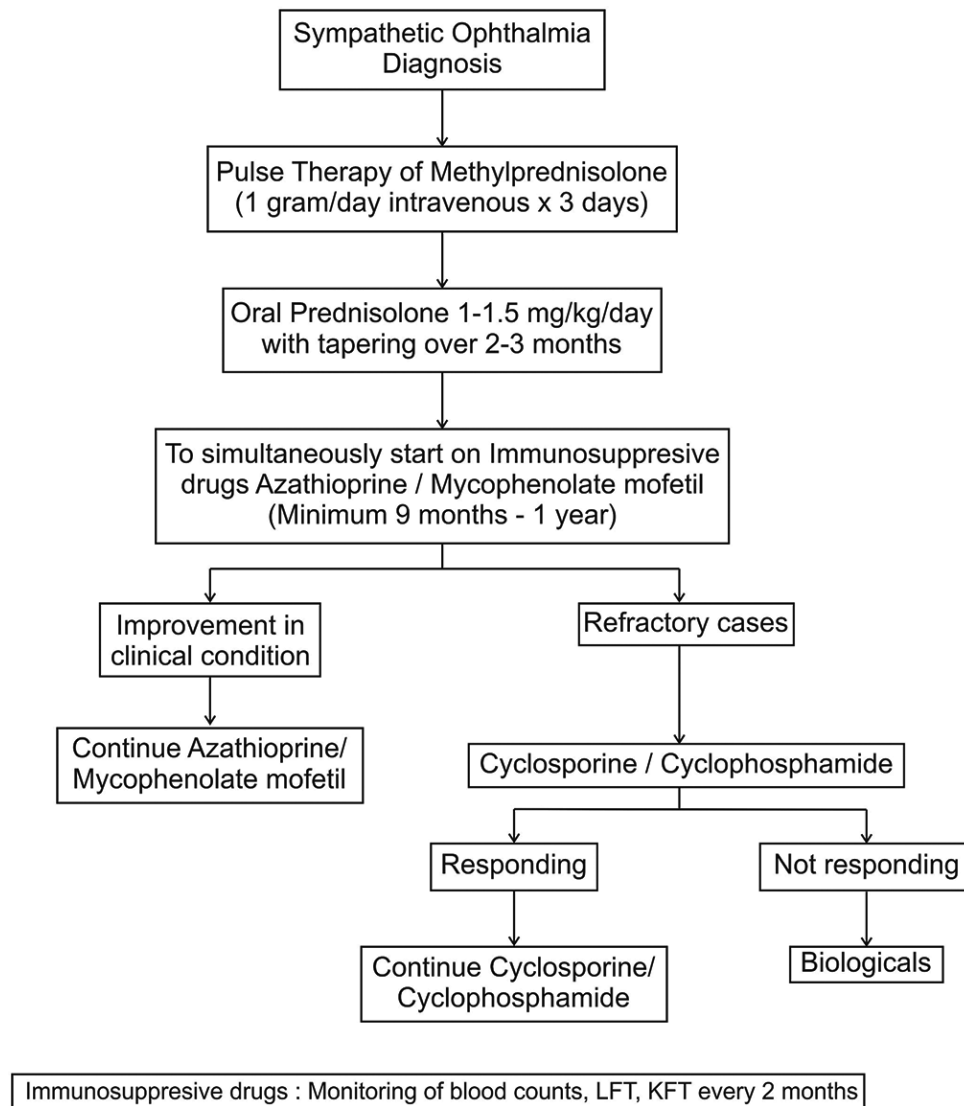 Sympathetic Ophthalmia
Diagnosis
Pulse Therapy of Methylprednisolone
(1 gram/day intravenous x 3 days)
Oral Prednisolone 1-1.5 mg/kg/day
with tapering over 2-3 months
To simultaneously start on Immunosuppresive
drugs Azathioprine / Mycophenolate mofetil
(Minimum 9 months - 1 year)
Improvement in
clinical condition
Refractory cases
Continue Azathioprine/
Mycophenolate mofetil
Cyclosporine / Cyclophosphamide
Responding
Not responding
Continue Cyclosporine/
Cyclophosphamide
Biologicals
Immunosuppresive drugs : Monitoring of blood counts, LFT, KFT every 2 months